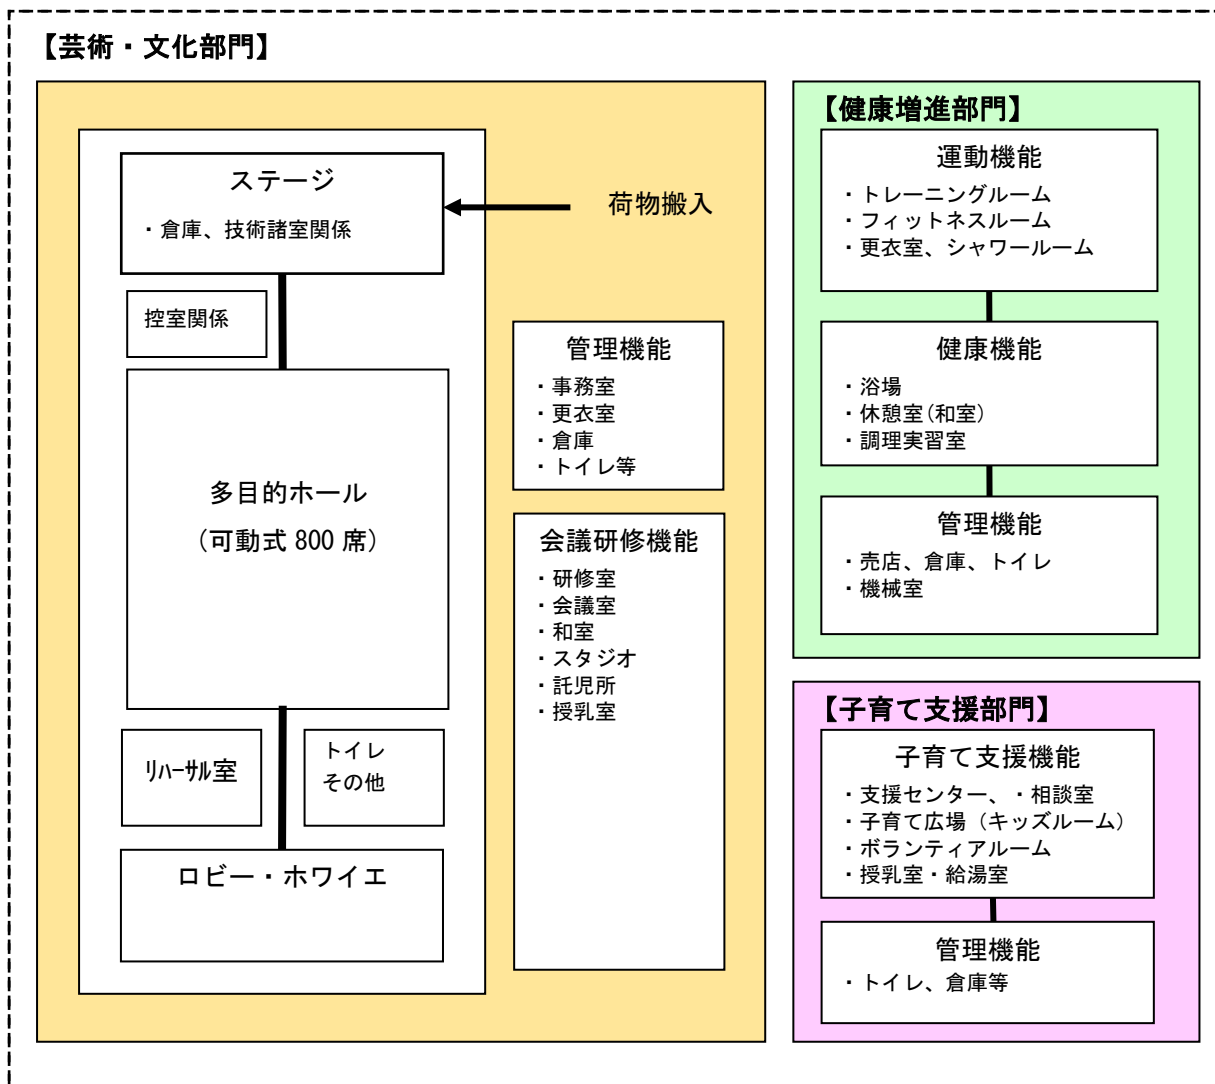 【芸術・文化部門】
ステージ
・倉庫、技術諸室関係
荷物搬入
控室関係
多目的ホール
(可動式 800 席)
リハーサル室
トイレ
その他
ロビー・ホワイエ
管理機能
・事務室
・更衣室
・倉庫
・トイレ等
会議研修機能
・研修室
・会議室
・和室
・スタジオ
・託児所
・授乳室
【健康増進部門】
運動機能
・トレーニングルーム
・フィットネスルーム
・更衣室、シャワールーム
健康機能
・浴場
・休憩室(和室)
・調理実習室
管理機能
・売店、倉庫、トイレ
・機械室
【子育て支援部門】
子育て支援機能
・支援センター、・相談室
・子育て広場（キッズルーム）
・ボランティアルーム
・授乳室・給湯室
管理機能
・トイレ、倉庫等